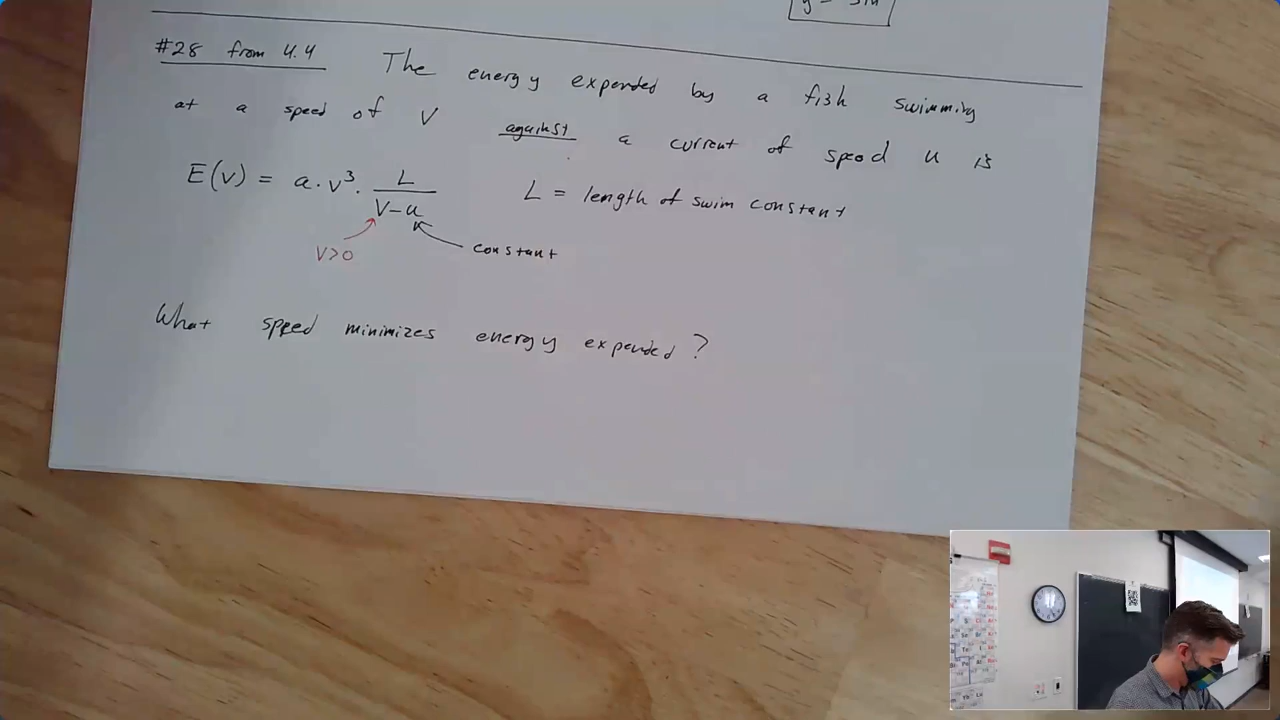 y = sin
#28 from 4.4 The energy expended by a fish swimming
at a speed of v against a current of speed u is
E(v) = a · v³ · L / (v-u) L = length of swim constant
v>0 constant
What speed minimizes energy expended?